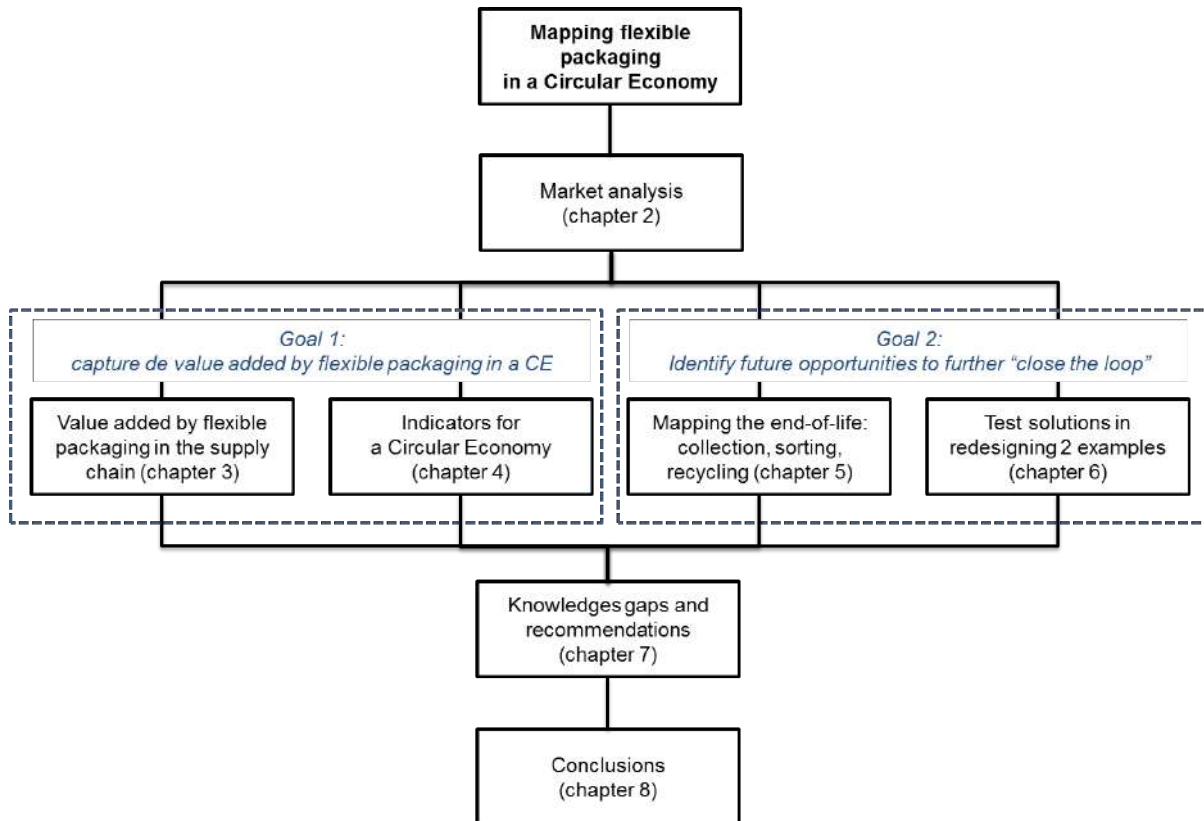 Mapping flexible
packaging
in a Circular Economy
Market analysis
(chapter 2)
Goal 1:
capture de value added by flexible packaging in a CE
Goal 2:
Identify future opportunities to further “close the loop”
Value added by flexible
packaging in the supply
chain (chapter 3)
Indicators for
a Circular Economy
(chapter 4)
Mapping the end-of-life:
collection, sorting,
recycling (chapter 5)
Test solutions in
redesigning 2 examples
(chapter 6)
Knowledges gaps and
recommendations
(chapter 7)
Conclusions
(chapter 8)